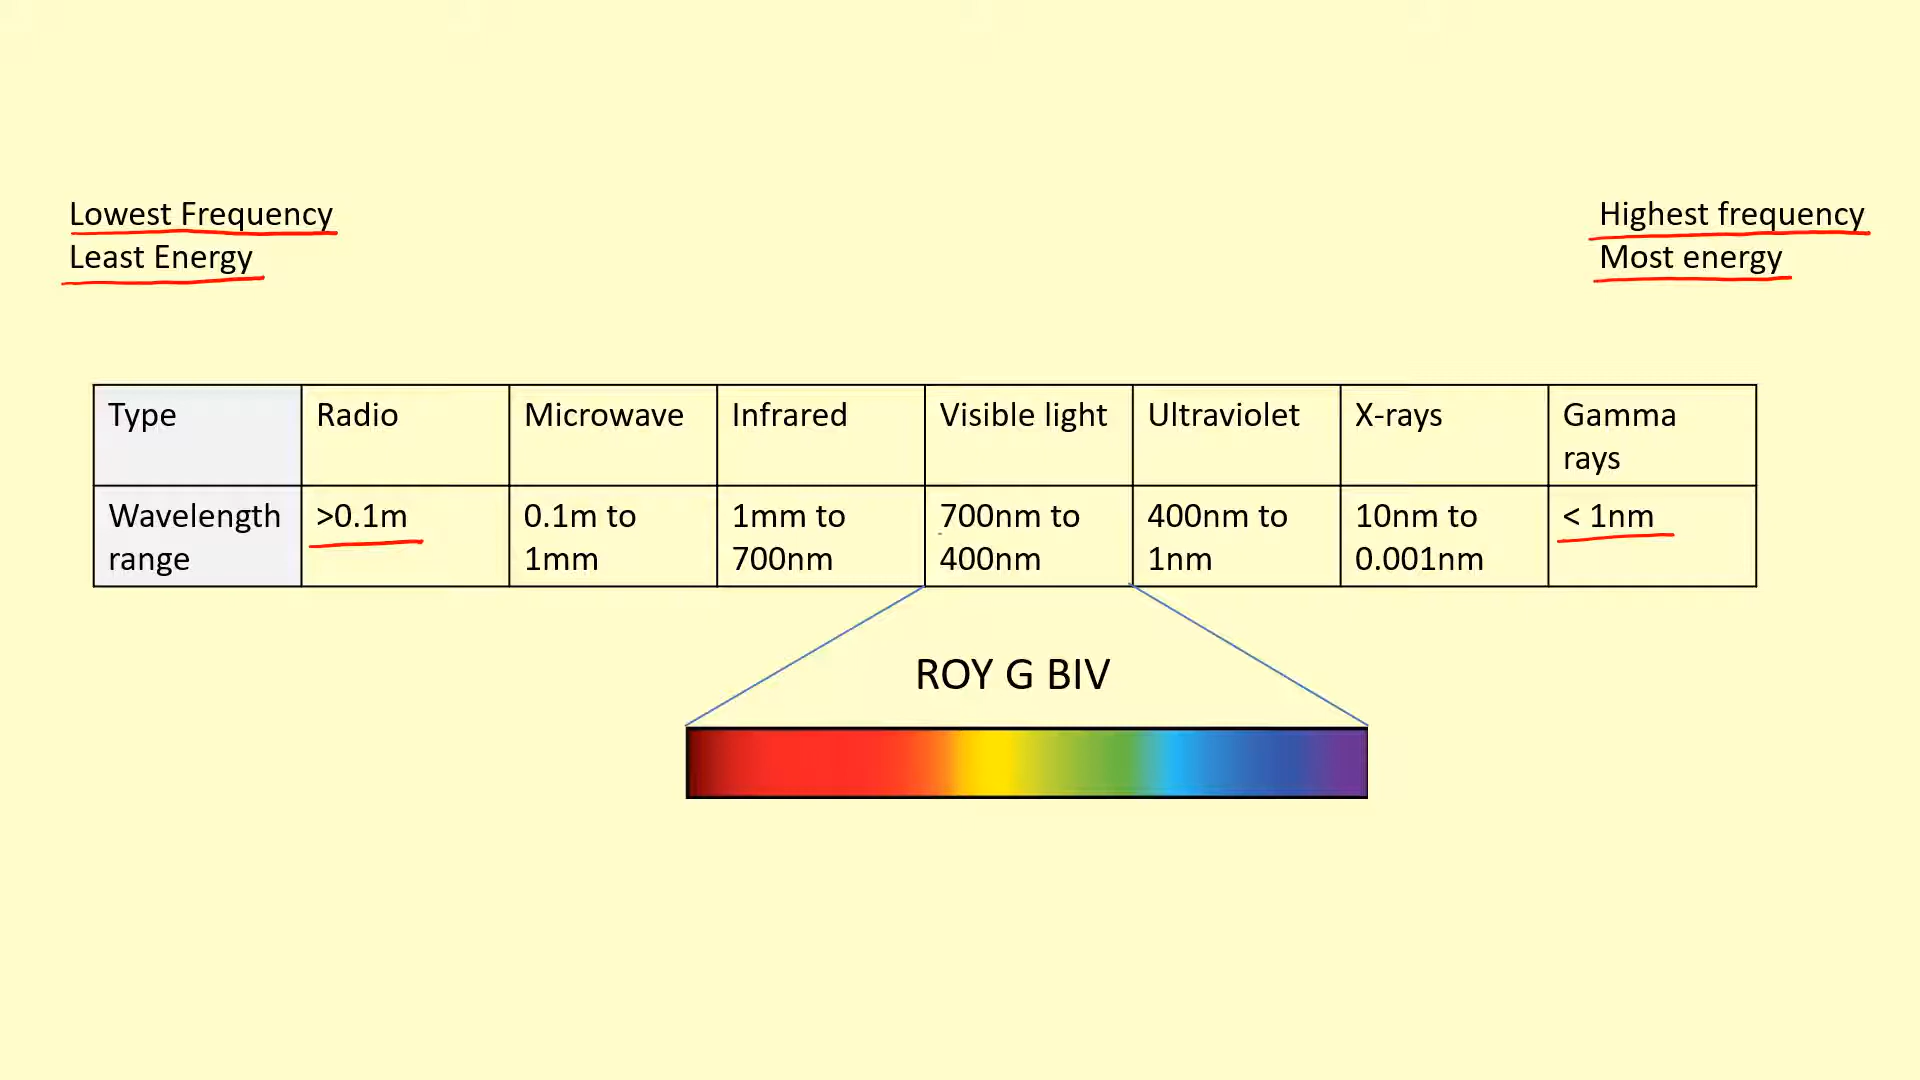 Lowest Frequency
Least Energy
Highest frequency
Most energy
Type
Radio
Microwave
Infrared
Visible light
Ultraviolet
X-rays
Gamma
rays
Wavelength
range
>0.1m
0.1m to
1mm
1mm to
700nm
700nm to
400nm
400nm to
1nm
10nm to
0.001nm
< 1nm
ROY G BIV